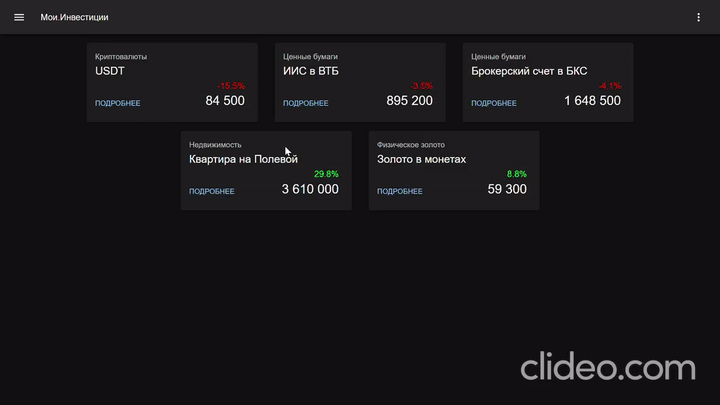 Мои.Инвестиции
Криптовалюты
USDT
-15.5%
ПОДРОБНЕЕ
84 500
Ценные бумаги
ИИС в ВТБ
-3.5%
ПОДРОБНЕЕ
895 200
Ценные бумаги
Брокерский счет в БКС
-4.1%
ПОДРОБНЕЕ
1 648 500
Недвижимость
Квартира на Полевой
29.8%
ПОДРОБНЕЕ
3 610 000
Физическое золото
Золото в монетах
8.8%
ПОДРОБНЕЕ
59 300
clideo.com